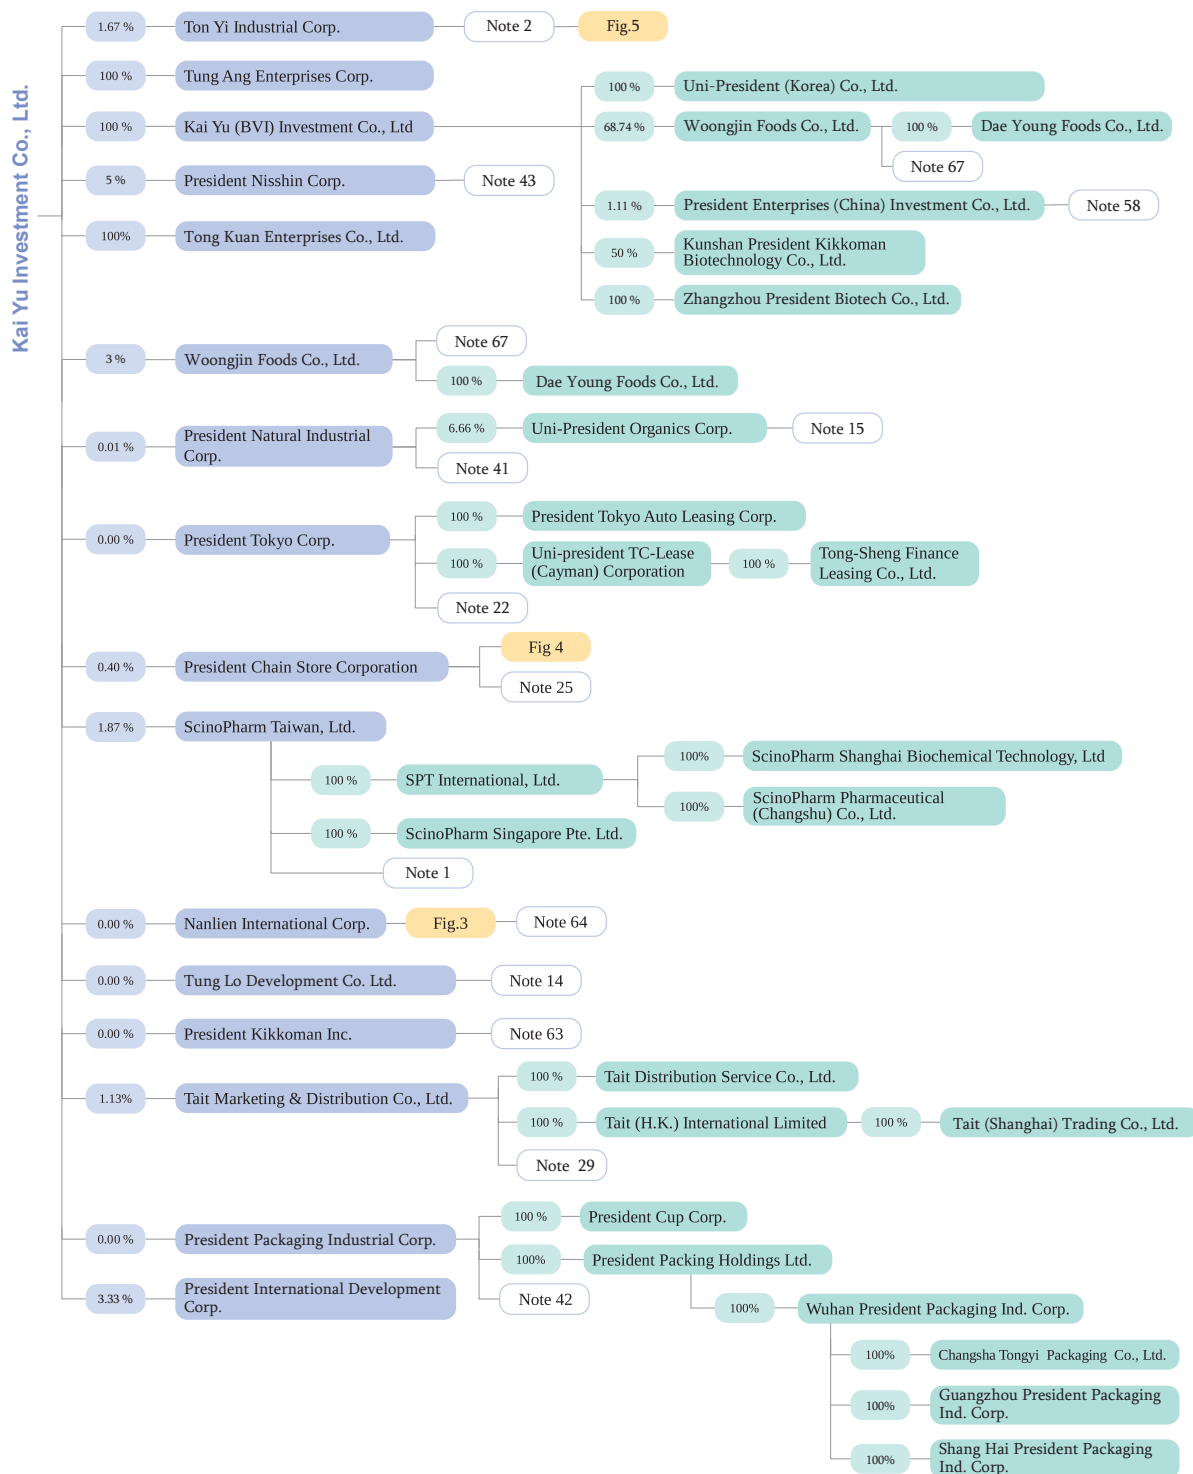 Kai Yu Investment Co., Ltd.
1.67 %
Ton Yi Industrial Corp.
Note 2
Fig.5
100 %
Tung Ang Enterprises Corp.
100 %
Kai Yu (BVI) Investment Co., Ltd
100 %
Uni-President (Korea) Co., Ltd.
68.74 %
Woongjin Foods Co., Ltd.
100 %
Dae Young Foods Co., Ltd.
Note 67
1.11 %
President Enterprises (China) Investment Co., Ltd.
Note 58
50 %
Kunshan President Kikkoman
Biotechnology Co., Ltd.
100 %
Zhangzhou President Biotech Co., Ltd.
5 %
President Nisshin Corp.
Note 43
100%
Tong Kuan Enterprises Co., Ltd.
3 %
Woongjin Foods Co., Ltd.
Note 67
100 %
Dae Young Foods Co., Ltd.
0.01 %
President Natural Industrial
Corp.
6.66 %
Uni-President Organics Corp.
Note 15
Note 41
0.00 %
President Tokyo Corp.
100 %
President Tokyo Auto Leasing Corp.
100 %
Uni-president TC-Lease
(Cayman) Corporation
100 %
Tong-Sheng Finance
Leasing Co., Ltd.
Note 22
0.40 %
President Chain Store Corporation
Fig 4
Note 25
1.87 %
ScinoPharm Taiwan, Ltd.
100 %
SPT International, Ltd.
100%
ScinoPharm Shanghai Biochemical Technology, Ltd
100%
ScinoPharm Pharmaceutical
(Changshu) Co., Ltd.
100 %
ScinoPharm Singapore Pte. Ltd.
Note 1
0.00 %
Nanlien International Corp.
Fig.3
Note 64
0.00 %
Tung Lo Development Co. Ltd.
Note 14
0.00 %
President Kikkoman Inc.
Note 63
1.13%
Tait Marketing & Distribution Co., Ltd.
100 %
Tait Distribution Service Co., Ltd.
100 %
Tait (H.K.) International Limited
100 %
Tait (Shanghai) Trading Co., Ltd.
Note 29
0.00 %
President Packaging Industrial Corp.
100 %
President Cup Corp.
100%
President Packing Holdings Ltd.
Note 42
100%
Wuhan President Packaging Ind. Corp.
100%
Changsha Tongyi Packaging Co., Ltd.
100%
Guangzhou President Packaging
Ind. Corp.
100%
Shang Hai President Packaging
Ind. Corp.
3.33 %
President International Development
Corp.